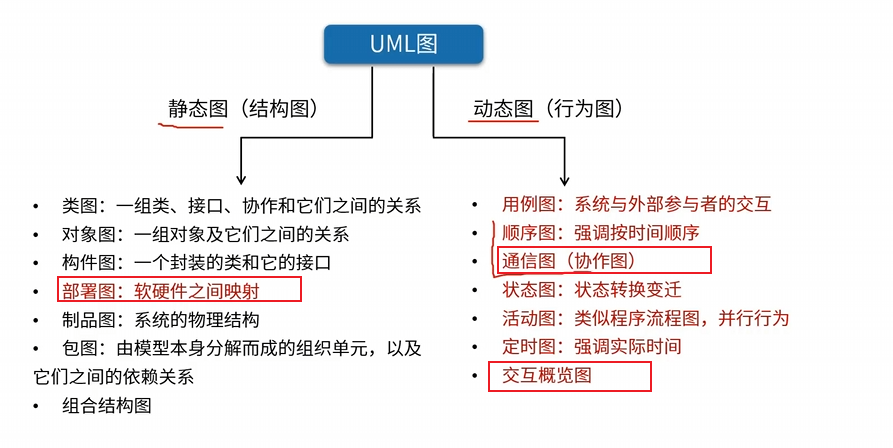 UML图
静态图（结构图）
动态图（行为图）
• 类图：一组类、接口、协作和它们之间的关系
• 对象图：一组对象及它们之间的关系
• 构件图：一个封装的类和它的接口
• 部署图：软硬件之间映射
• 制品图：系统的物理结构
• 包图：由模型本身分解而成的组织单元，以及
它们之间的依赖关系
• 组合结构图
• 用例图：系统与外部参与者的交互
• 顺序图：强调按时间顺序
• 通信图（协作图）
• 状态图：状态转换变迁
• 活动图：类似程序流程图，并行行为
• 定时图：强调实际时间
• 交互概览图